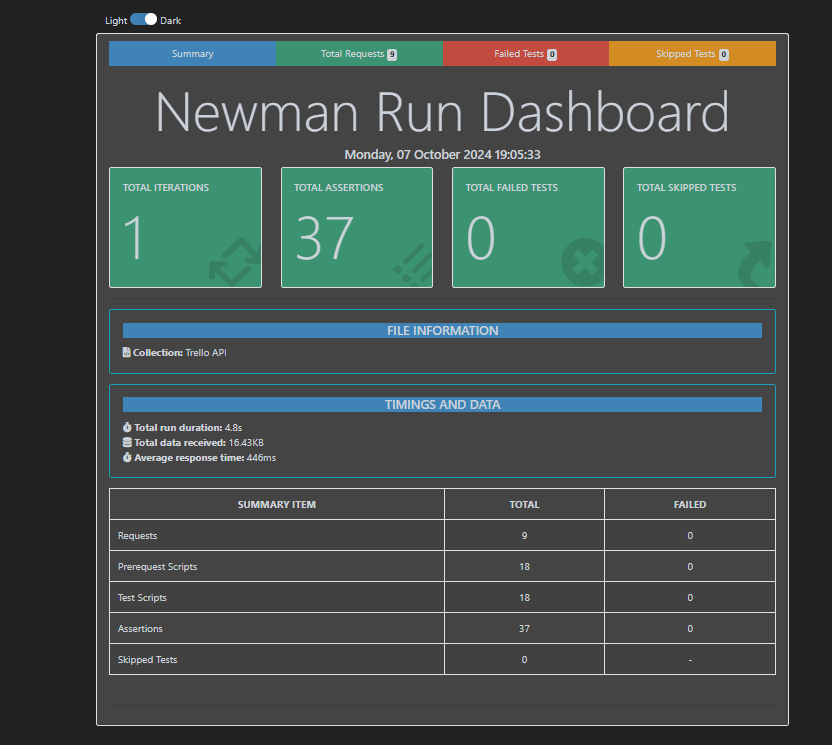 Light Dark
Summary Total Requests 9 Failed Tests 0 Skipped Tests 0
Newman Run Dashboard
Monday, 07 October 2024 19:05:33
TOTAL ITERATIONS TOTAL ASSERTIONS TOTAL FAILED TESTS TOTAL SKIPPED TESTS
1 37 0 0
FILE INFORMATION
Collection: Trello API
TIMINGS AND DATA
Total run duration: 4.8s
Total data received: 16.43KB
Average response time: 446ms
SUMMARY ITEM TOTAL FAILED
Requests 9 0
Prerequest Scripts 18 0
Test Scripts 18 0
Assertions 37 0
Skipped Tests 0 -